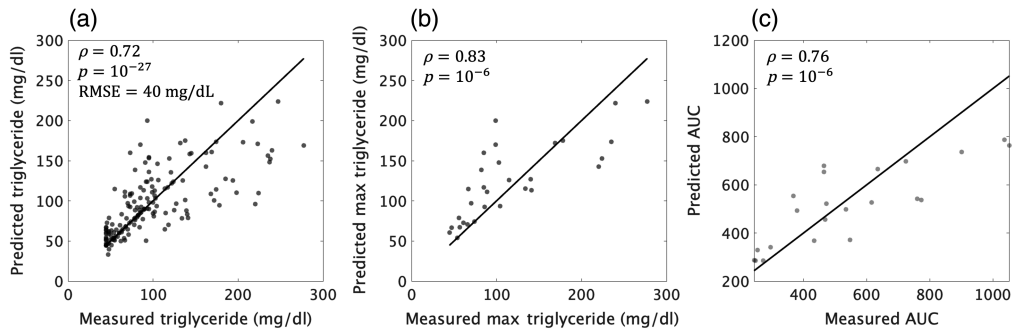 (a)
ρ = 0.72
p = 10⁻²⁷
RMSE = 40 mg/dL
Predicted triglyceride (mg/dl)
300
250
200
150
100
50
0
0 100 200 300
Measured triglyceride (mg/dl)
(b)
ρ = 0.83
p = 10⁻⁶
Predicted max triglyceride (mg/dl)
300
250
200
150
100
50
0
0 100 200 300
Measured max triglyceride (mg/dl)
(c)
ρ = 0.76
p = 10⁻⁶
Predicted AUC
1200
1000
800
600
400
200
400 600 800 1000
Measured AUC